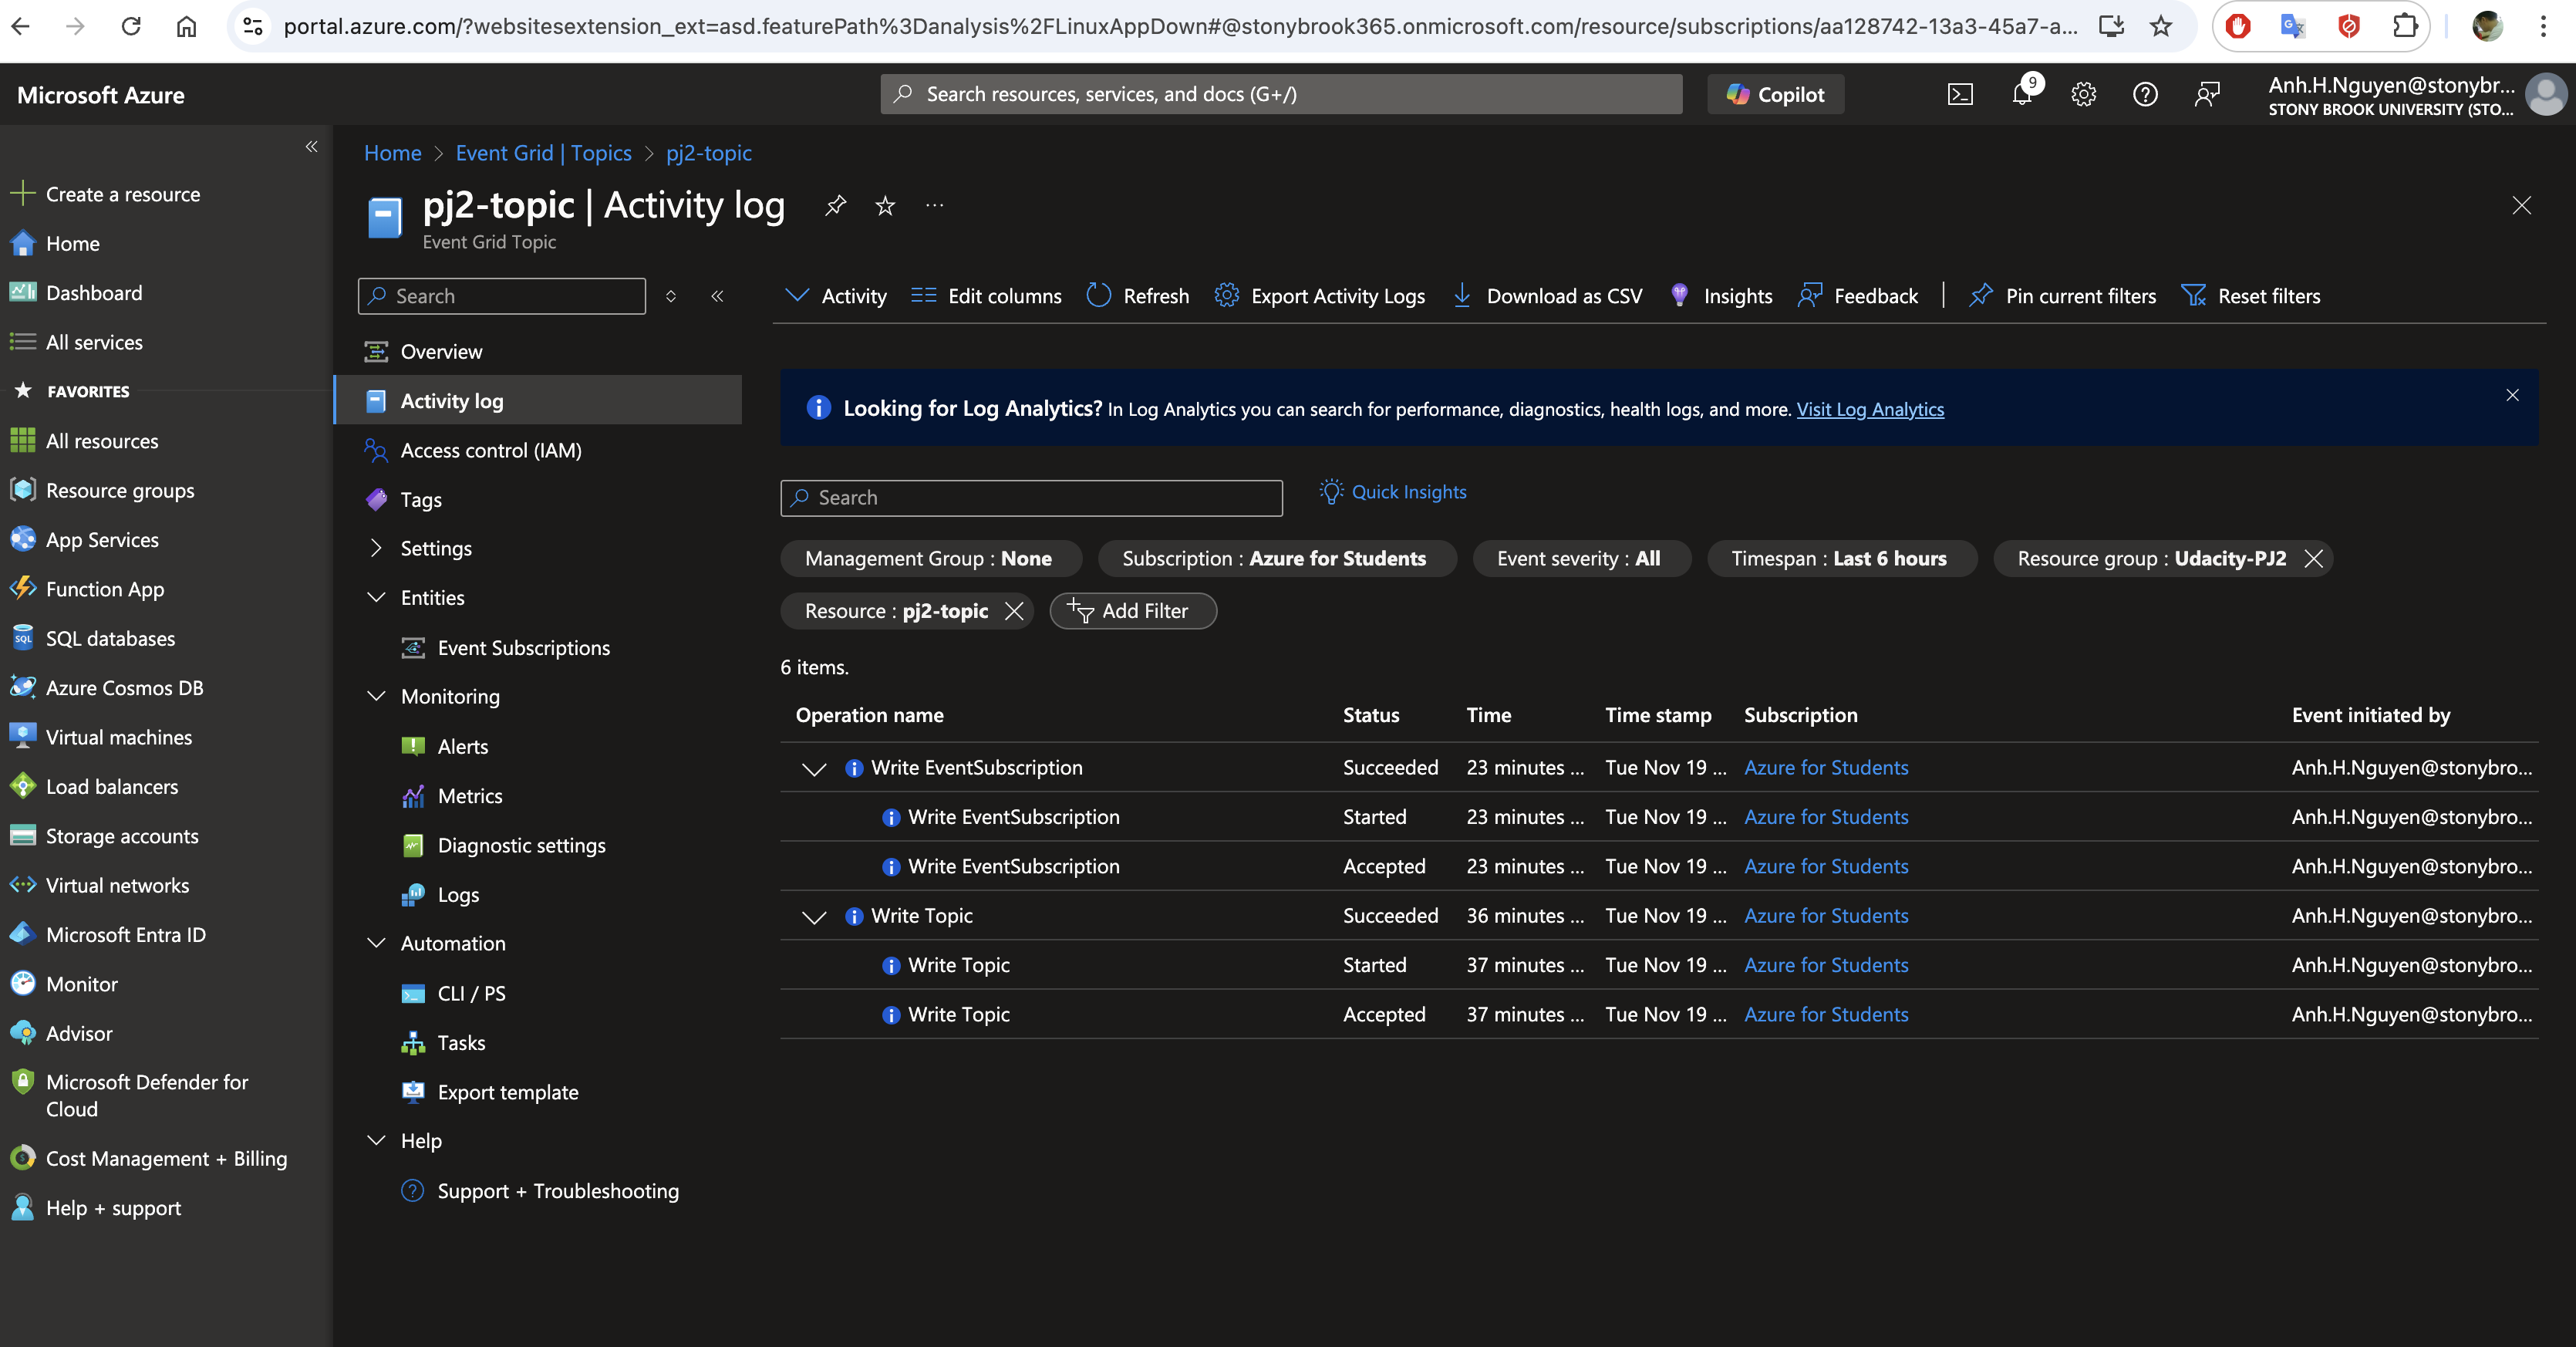 portal.azure.com/?websitesextension_ext=asd.featurePath%3Danalysis%2FLinuxAppDown#@stonybrook365.onmicrosoft.com/resource/subscriptions/aa128742-13a3-45a7-a...
Microsoft Azure
Search resources, services, and docs (G+/)
Copilot
9
Anh.H.Nguyen@stonybr...
STONY BROOK UNIVERSITY (STO...
Create a resource
Home
Dashboard
All services
FAVORITES
All resources
Resource groups
App Services
Function App
SQL databases
Azure Cosmos DB
Virtual machines
Load balancers
Storage accounts
Virtual networks
Microsoft Entra ID
Monitor
Advisor
Microsoft Defender for
Cloud
Cost Management + Billing
Help + support
Home > Event Grid | Topics > pj2-topic
pj2-topic | Activity log
Event Grid Topic
Search
Overview
Activity log
Access control (IAM)
Tags
Settings
Entities
Event Subscriptions
Monitoring
Alerts
Metrics
Diagnostic settings
Logs
Automation
CLI / PS
Tasks
Export template
Help
Support + Troubleshooting
Activity Edit columns Refresh Export Activity Logs Download as CSV Insights Feedback Pin current filters Reset filters
Looking for Log Analytics? In Log Analytics you can search for performance, diagnostics, health logs, and more. Visit Log Analytics
Search
Quick Insights
Management Group : None Subscription : Azure for Students Event severity : All Timespan : Last 6 hours Resource group : Udacity-PJ2
Resource : pj2-topic Add Filter
6 items.
Operation name Status Time Time stamp Subscription Event initiated by
Write EventSubscription Succeeded 23 minutes ... Tue Nov 19 ... Azure for Students Anh.H.Nguyen@stonybro...
Write EventSubscription Started 23 minutes ... Tue Nov 19 ... Azure for Students Anh.H.Nguyen@stonybro...
Write EventSubscription Accepted 23 minutes ... Tue Nov 19 ... Azure for Students Anh.H.Nguyen@stonybro...
Write Topic Succeeded 36 minutes ... Tue Nov 19 ... Azure for Students Anh.H.Nguyen@stonybro...
Write Topic Started 37 minutes ... Tue Nov 19 ... Azure for Students Anh.H.Nguyen@stonybro...
Write Topic Accepted 37 minutes ... Tue Nov 19 ... Azure for Students Anh.H.Nguyen@stonybro...